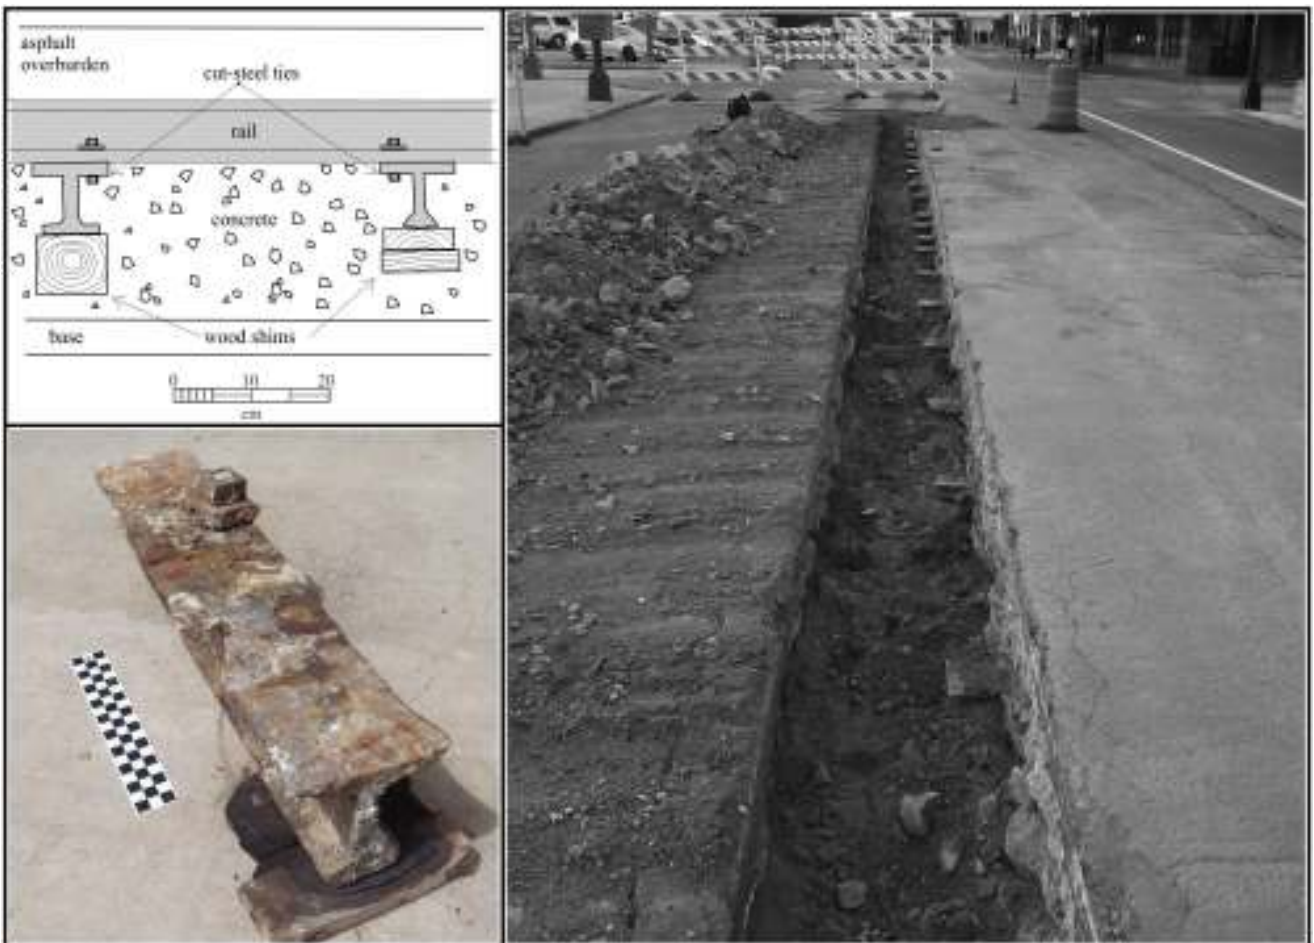 asphalt
overburden
cut-steel ties
rail
concrete
base
wood shims
0 10 20
cm